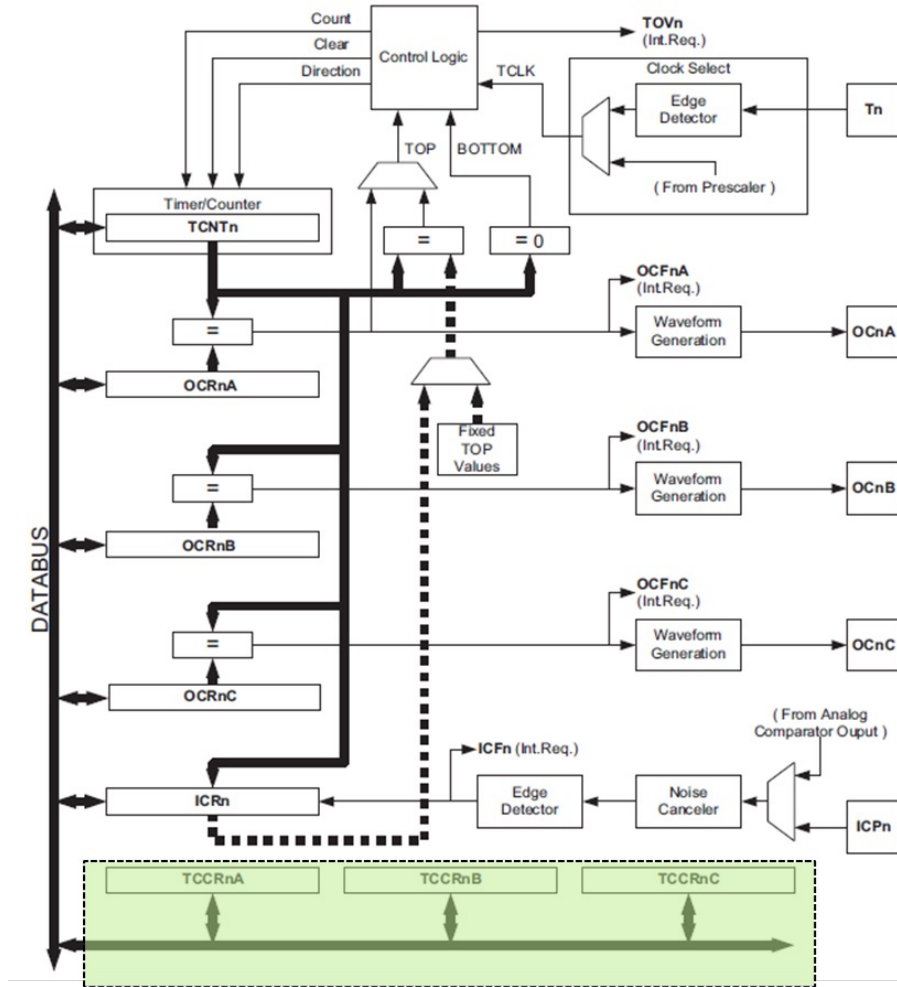 Count
Clear
Direction
Control Logic
TOVn
(Int.Req.)
Clock Select
TCLK
Edge
Detector
Tn
( From Prescaler )
TOP
BOTTOM
Timer/Counter
TCNTn
=
= 0
OCFnA
(Int.Req.)
=
Waveform
Generation
OCnA
OCRnA
Fixed
TOP
Values
OCFnB
(Int.Req.)
=
Waveform
Generation
OCnB
OCRnB
DATABUS
OCFnC
(Int.Req.)
=
Waveform
Generation
OCnC
OCRnC
( From Analog
Comparator Ouput )
ICFn (Int.Req.)
ICRn
Edge
Detector
Noise
Canceler
ICPn
TCCRnA
TCCRnB
TCCRnC